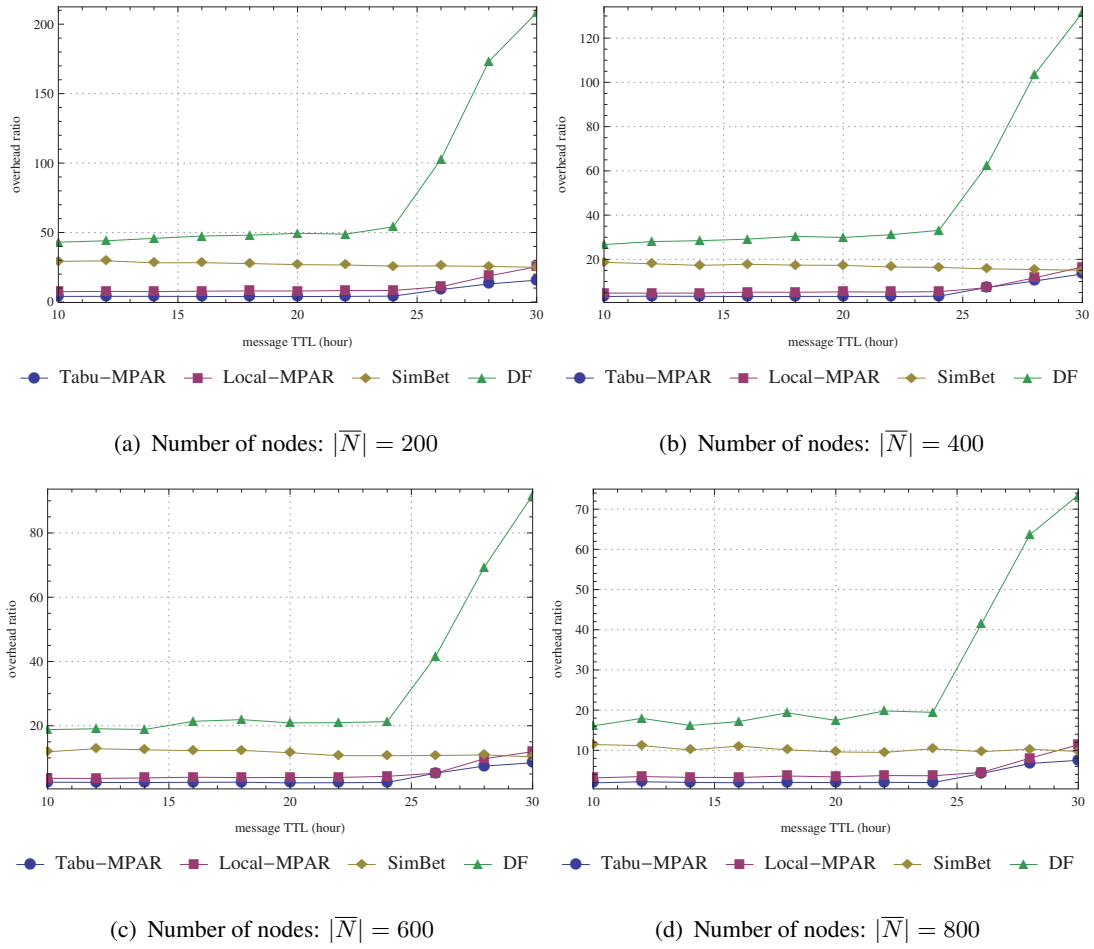 200
150
100
50
0
overhead ratio
10 15 20 25 30
message TTL (hour)
Tabu−MPAR Local−MPAR SimBet DF
(a) Number of nodes: |N̅| = 200
120
100
80
60
40
20
overhead ratio
10 15 20 25 30
message TTL (hour)
Tabu−MPAR Local−MPAR SimBet DF
(b) Number of nodes: |N̅| = 400
80
60
40
20
overhead ratio
10 15 20 25 30
message TTL (hour)
Tabu−MPAR Local−MPAR SimBet DF
(c) Number of nodes: |N̅| = 600
70
60
50
40
30
20
10
overhead ratio
10 15 20 25 30
message TTL (hour)
Tabu−MPAR Local−MPAR SimBet DF
(d) Number of nodes: |N̅| = 800